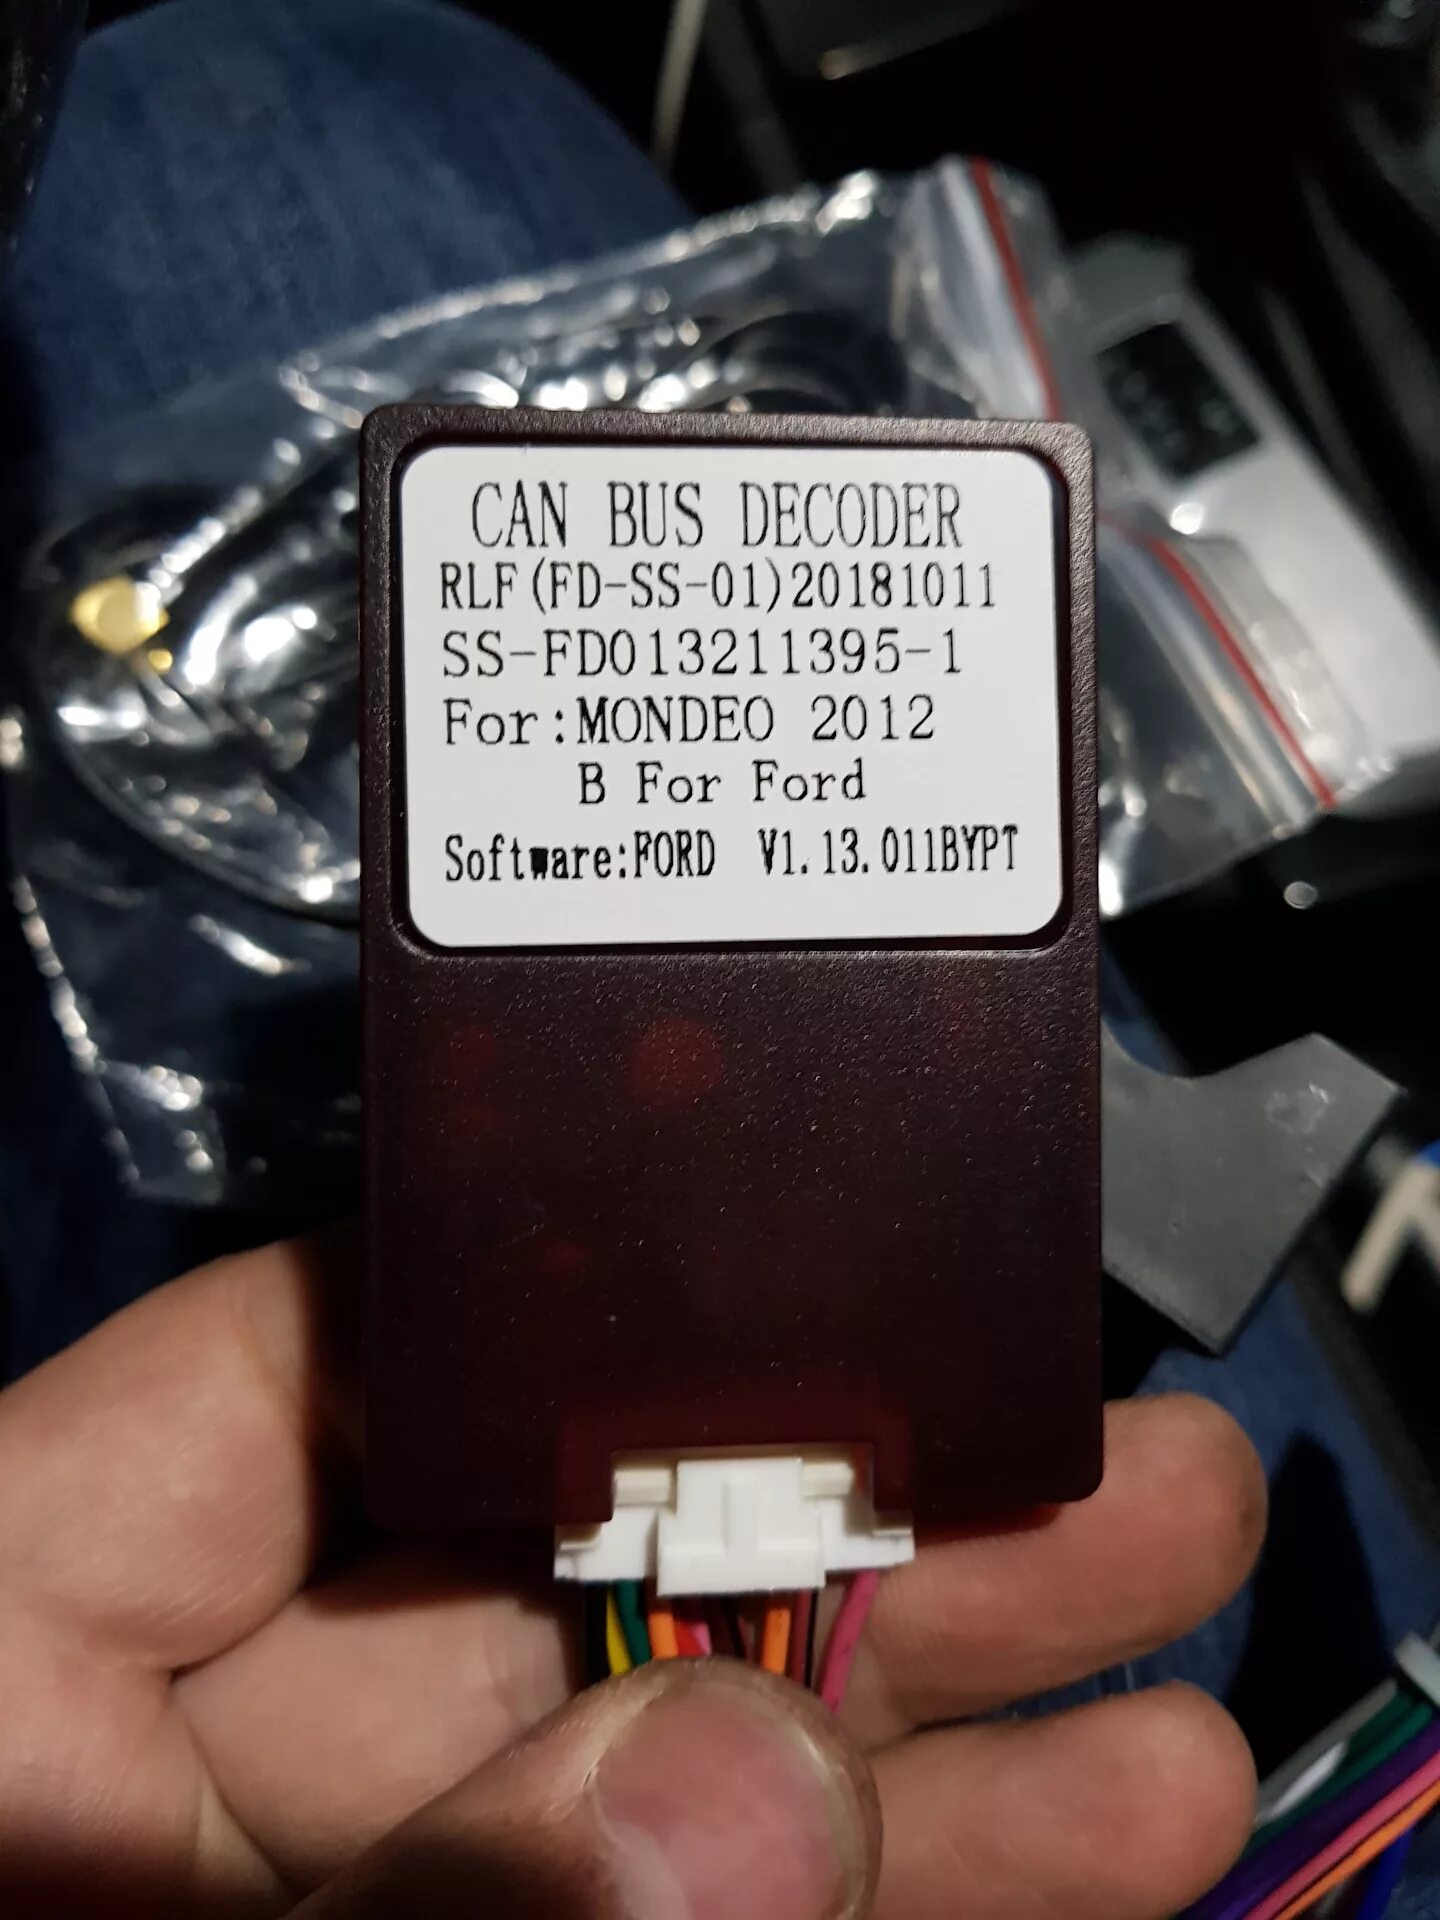 CAN BUS DECODER
RLF(FD-SS-01)20181011
SS-FD013211395-1
For:MONDEO 2012
B For Ford
Software:FORD V1.13.011BYPT